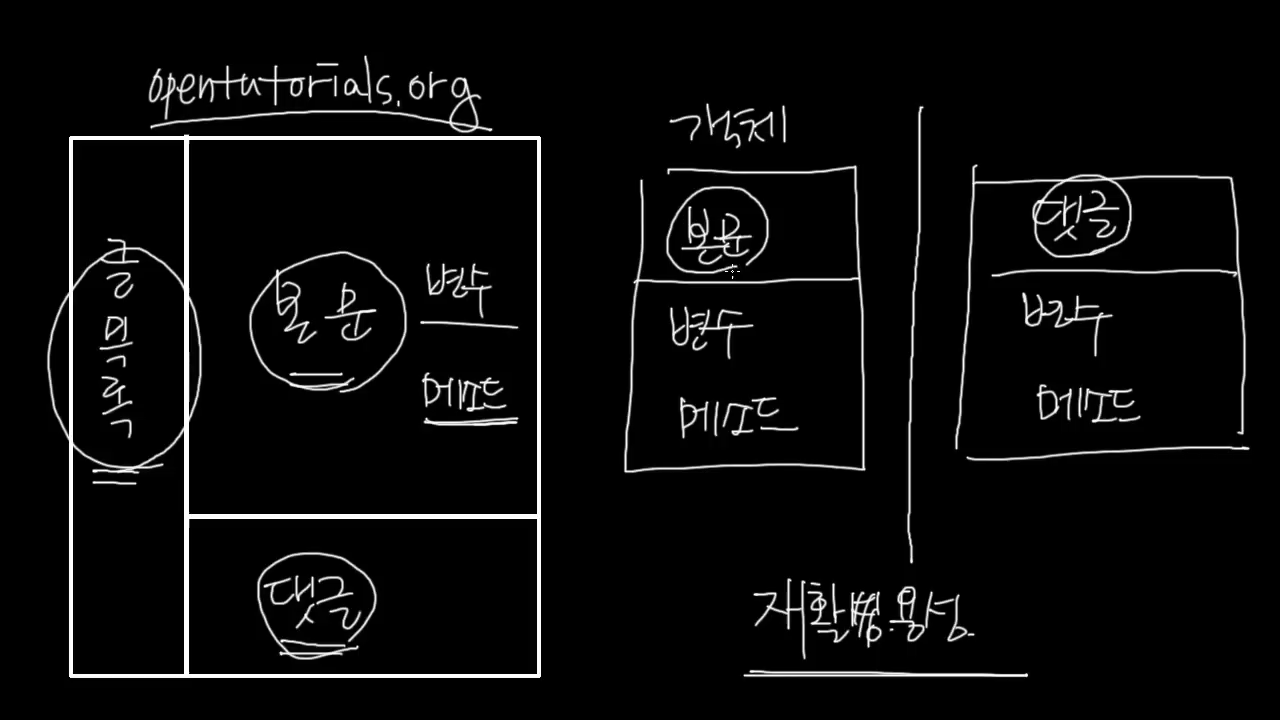 opentutorials.org
글목록
본문
변수
메소드
댓글
객체
본문
변수
메소드
댓글
변수
메소드
재활용성